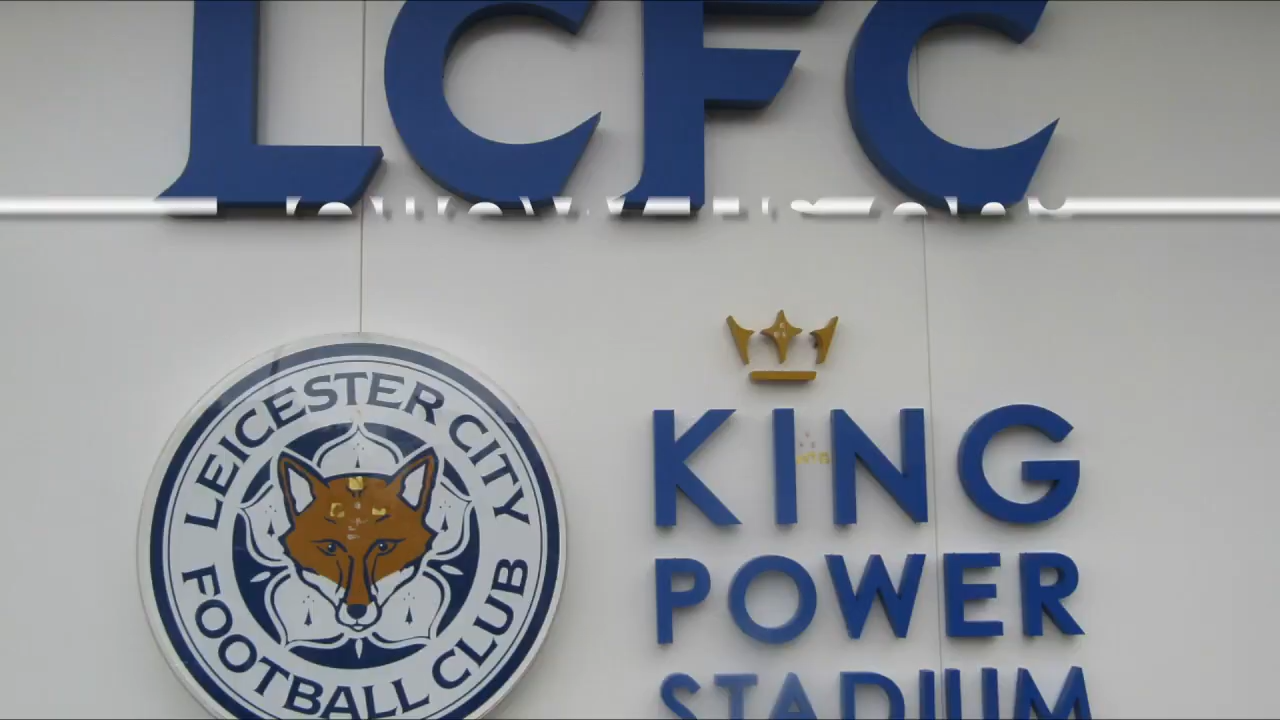 LCFC
LEICESTER CITY
FOOTBALL CLUB
KING
POWER
STADIUM